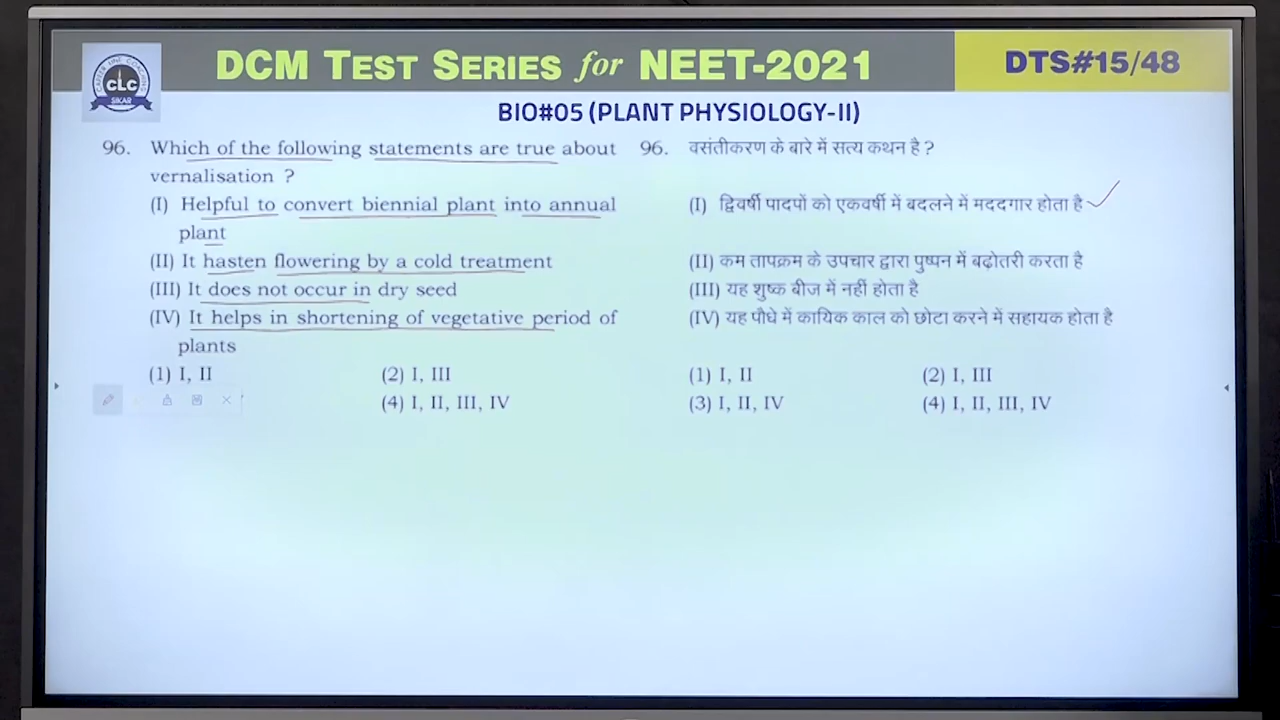 DCM TEST SERIES for NEET-2021
DTS#15/48
CAREER LINE COACHING
CLC
SIKAR
BIO#05 (PLANT PHYSIOLOGY-II)
96. Which of the following statements are true about
vernalisation ?
(I) Helpful to convert biennial plant into annual
plant
(II) It hasten flowering by a cold treatment
(III) It does not occur in dry seed
(IV) It helps in shortening of vegetative period of
plants
(1) I, II (2) I, III
(4) I, II, III, IV
96. वसंतीकरण के बारे में सत्य कथन है ?
(I) द्विवर्षी पादपों को एकवर्षी में बदलने में मददगार होता है
(II) कम तापक्रम के उपचार द्वारा पुष्पन में बढ़ोतरी करता है
(III) यह शुष्क बीज में नहीं होता है
(IV) यह पौधे में कायिक काल को छोटा करने में सहायक होता है
(1) I, II (2) I, III
(3) I, II, IV (4) I, II, III, IV